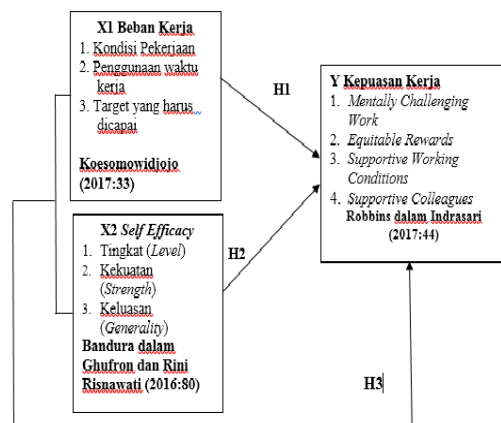 X1 Beban Kerja
1. Kondisi Pekerjaan
2. Penggunaan waktu
kerja
3. Target yang harus
dicapai
Koesomowidjojo
(2017:33)
H1
X2 Self Efficacy
1. Tingkat (Level)
2. Kekuatan
(Strength)
3. Keluasan
(Generality)
Bandura dalam
Ghufron dan Rini
Risnawati (2016:80)
H2
Y Kepuasan Kerja
1. Mentally Challenging
Work
2. Equitable Rewards
3. Supportive Working
Conditions
4. Supportive Colleagues
Robbins dalam Indrasari
(2017:44)
H3